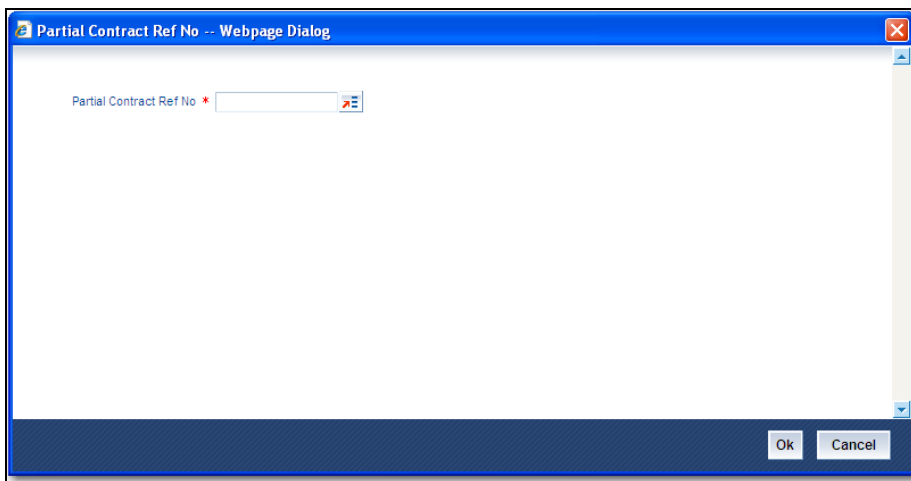 Partial Contract Ref No -- Webpage Dialog
Partial Contract Ref No *
Ok Cancel